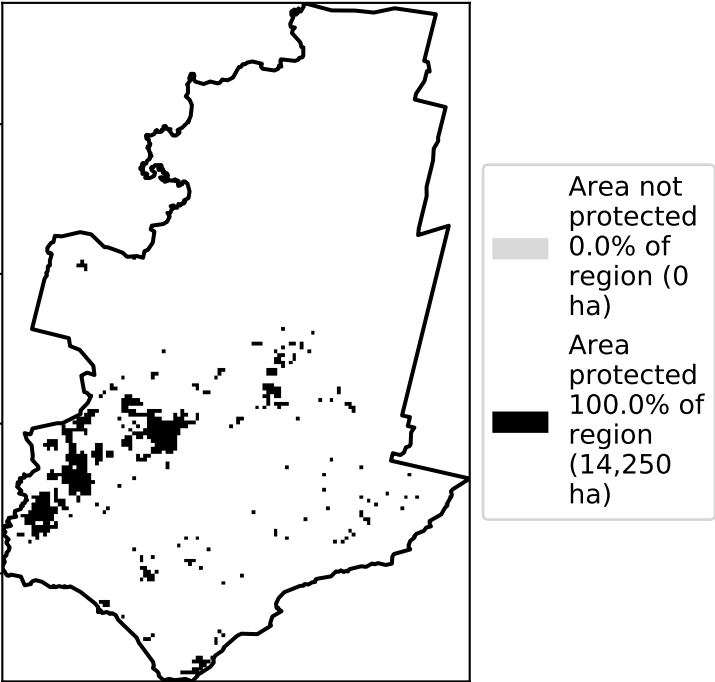 Area not
protected
0.0% of
region (0
ha)
Area
protected
100.0% of
region
(14,250
ha)